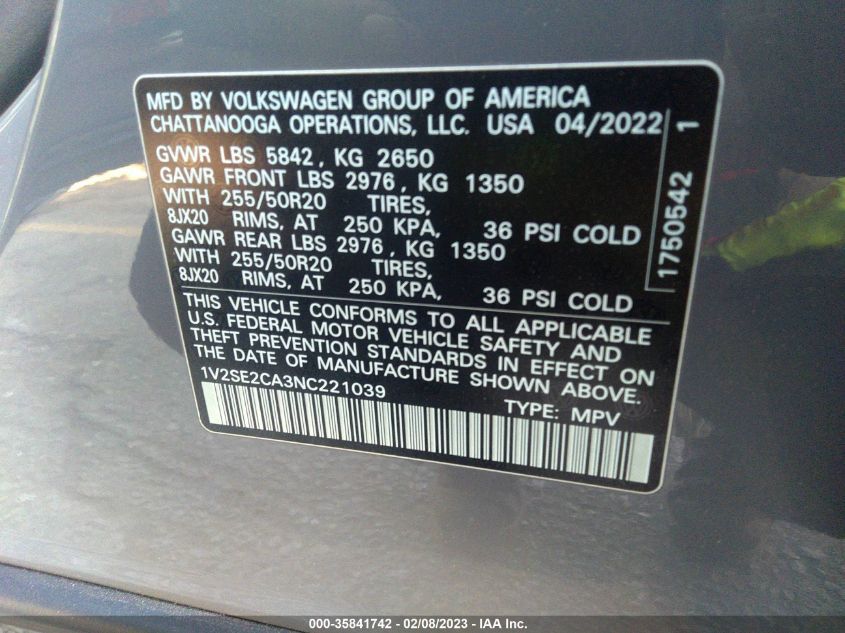 MFD BY VOLKSWAGEN GROUP OF AMERICA
CHATTANOOGA OPERATIONS, LLC. USA 04/2022
GVWR LBS 5842, KG 2650
GAWR FRONT LBS 2976, KG 1350
WITH 255/50R20 TIRES,
8JX20 RIMS, AT 250 KPA, 36 PSI COLD
GAWR REAR LBS 2976, KG 1350
WITH 255/50R20 TIRES,
8JX20 RIMS, AT 250 KPA, 36 PSI COLD
THIS VEHICLE CONFORMS TO ALL APPLICABLE
U.S. FEDERAL MOTOR VEHICLE SAFETY AND
THEFT PREVENTION STANDARDS IN EFFECT ON
THE DATE OF MANUFACTURE SHOWN ABOVE.
1V2SE2CA3NC221039
TYPE: MPV
1750542 1
000-35841742 - 02/08/2023 - IAA Inc.